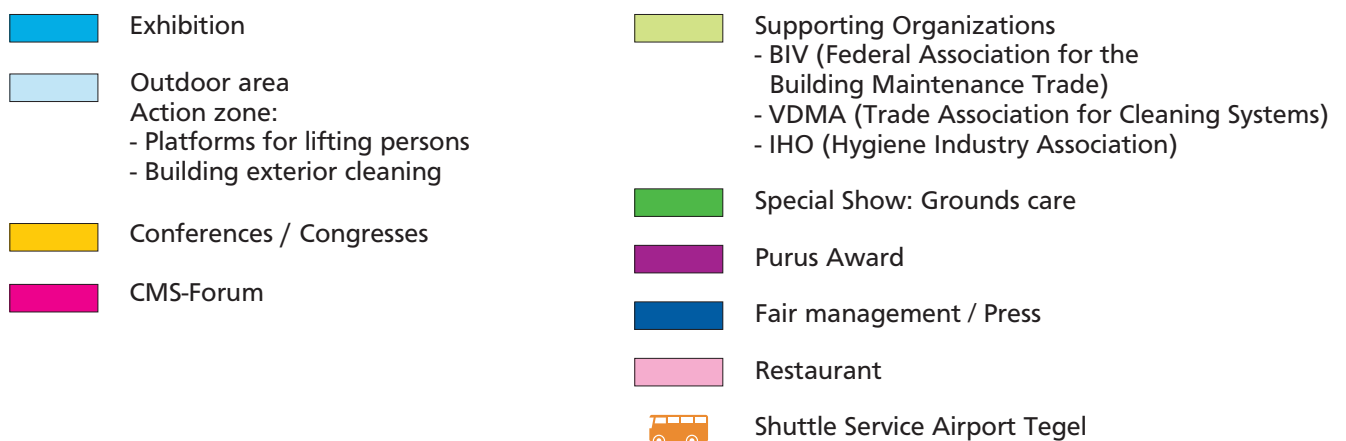 Exhibition
Outdoor area
Action zone:
- Platforms for lifting persons
- Building exterior cleaning
Conferences / Congresses
CMS-Forum
Supporting Organizations
- BIV (Federal Association for the
Building Maintenance Trade)
- VDMA (Trade Association for Cleaning Systems)
- IHO (Hygiene Industry Association)
Special Show: Grounds care
Purus Award
Fair management / Press
Restaurant
Shuttle Service Airport Tegel